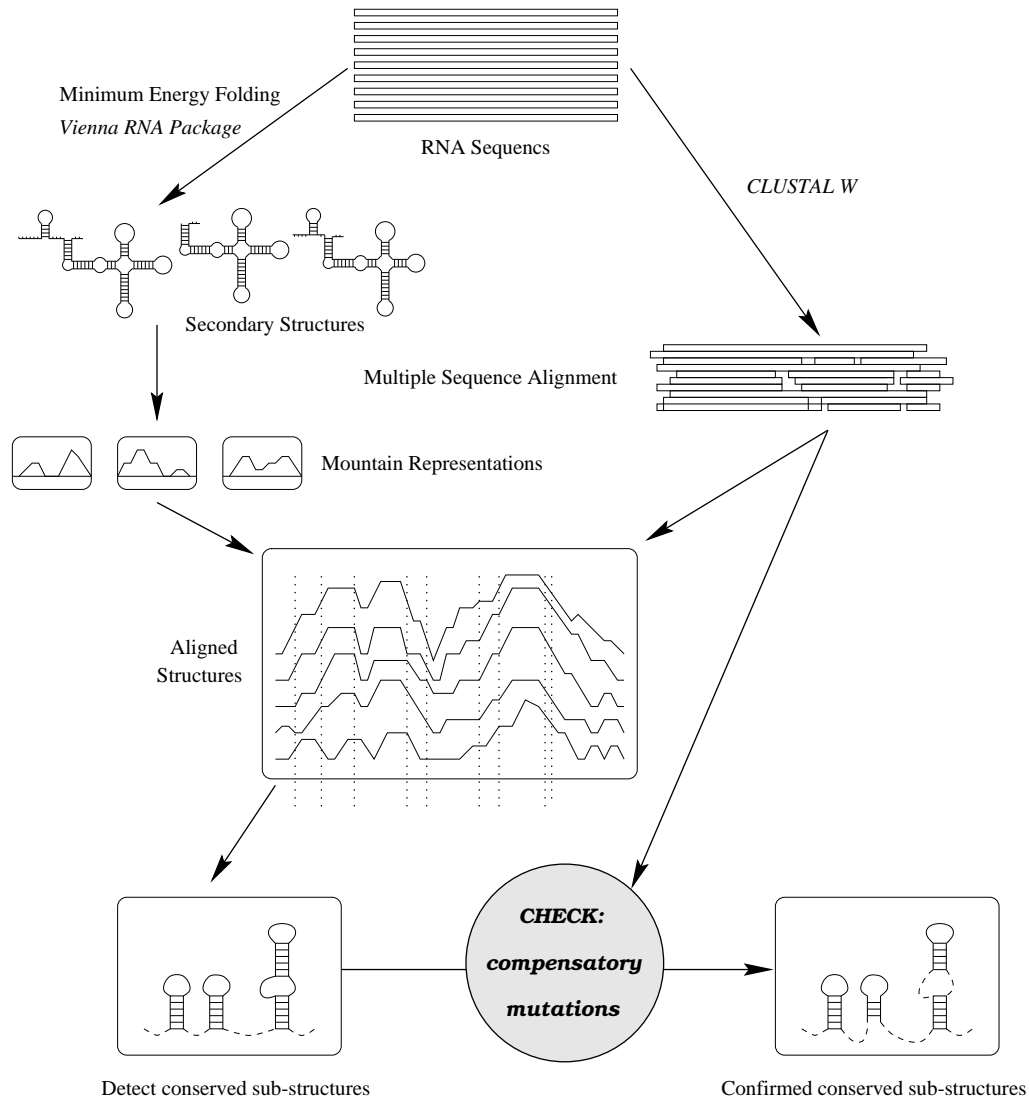 Minimum Energy Folding
Vienna RNA Package
RNA Sequencs
CLUSTAL W
Secondary Structures
Multiple Sequence Alignment
Mountain Representations
Aligned
Structures
CHECK:
compensatory
mutations
Detect conserved sub-structures
Confirmed conserved sub-structures